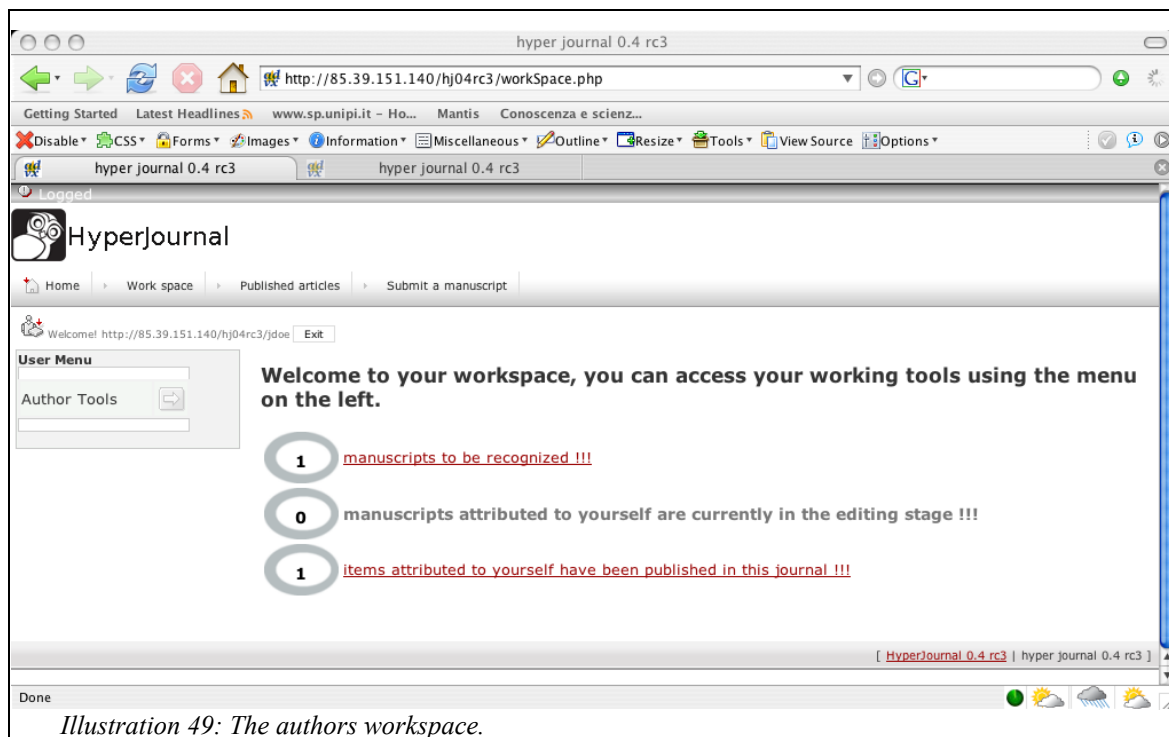 hyper journal 0.4 rc3
http://85.39.151.140/hj04rc3/workSpace.php G
Getting Started Latest Headlines www.sp.unipi.it – Ho... Mantis Conoscenza e scienz...
Disable CSS Forms Images Information Miscellaneous Outline Resize Tools View Source Options
hyper journal 0.4 rc3 hyper journal 0.4 rc3
Logged
HyperJournal
Home Work space Published articles Submit a manuscript
Welcome! http://85.39.151.140/hj04rc3/jdoe Exit
User Menu
Author Tools
Welcome to your workspace, you can access your working tools using the menu
on the left.
1 manuscripts to be recognized !!!
0 manuscripts attributed to yourself are currently in the editing stage !!!
1 items attributed to yourself have been published in this journal !!!
[ HyperJournal 0.4 rc3 | hyper journal 0.4 rc3 ]
Done
Illustration 49: The authors workspace.